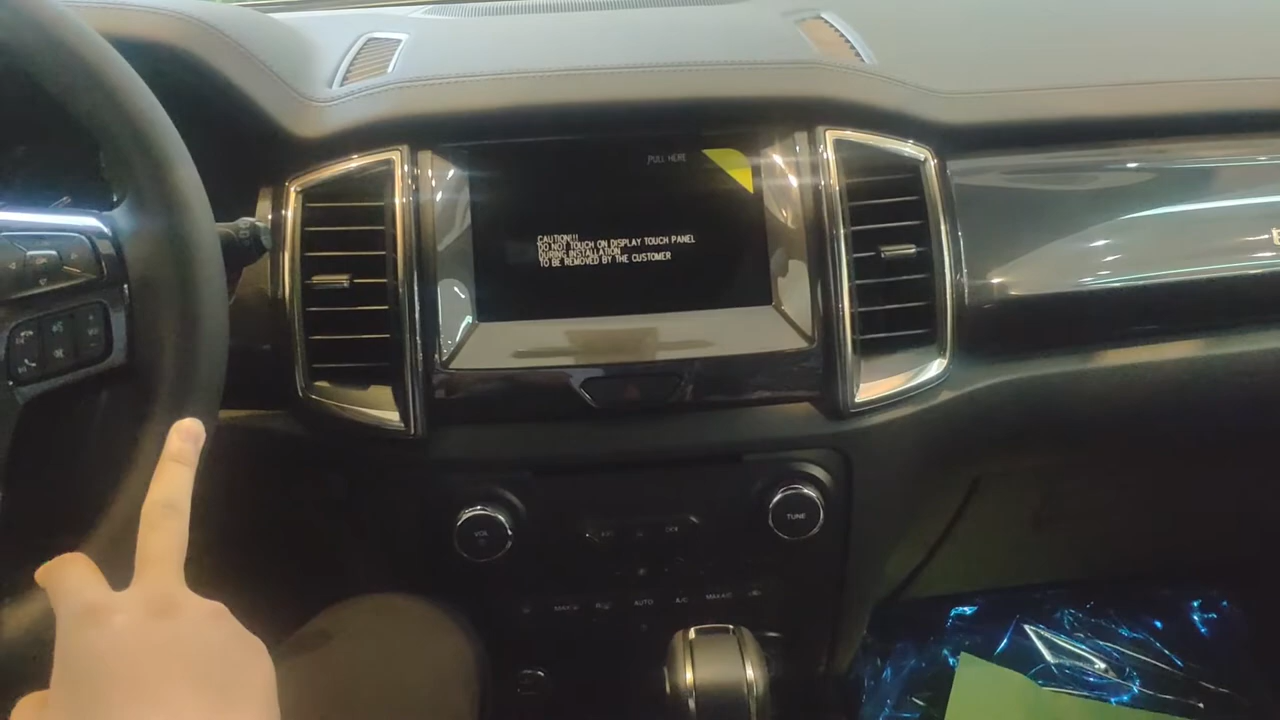 PULL HERE
CAUTION!!!
DO NOT TOUCH ON DISPLAY TOUCH PANEL
DURING INSTALLATION
TO BE REMOVED BY THE CUSTOMER
VOL
TUNE
AUTO
A/C